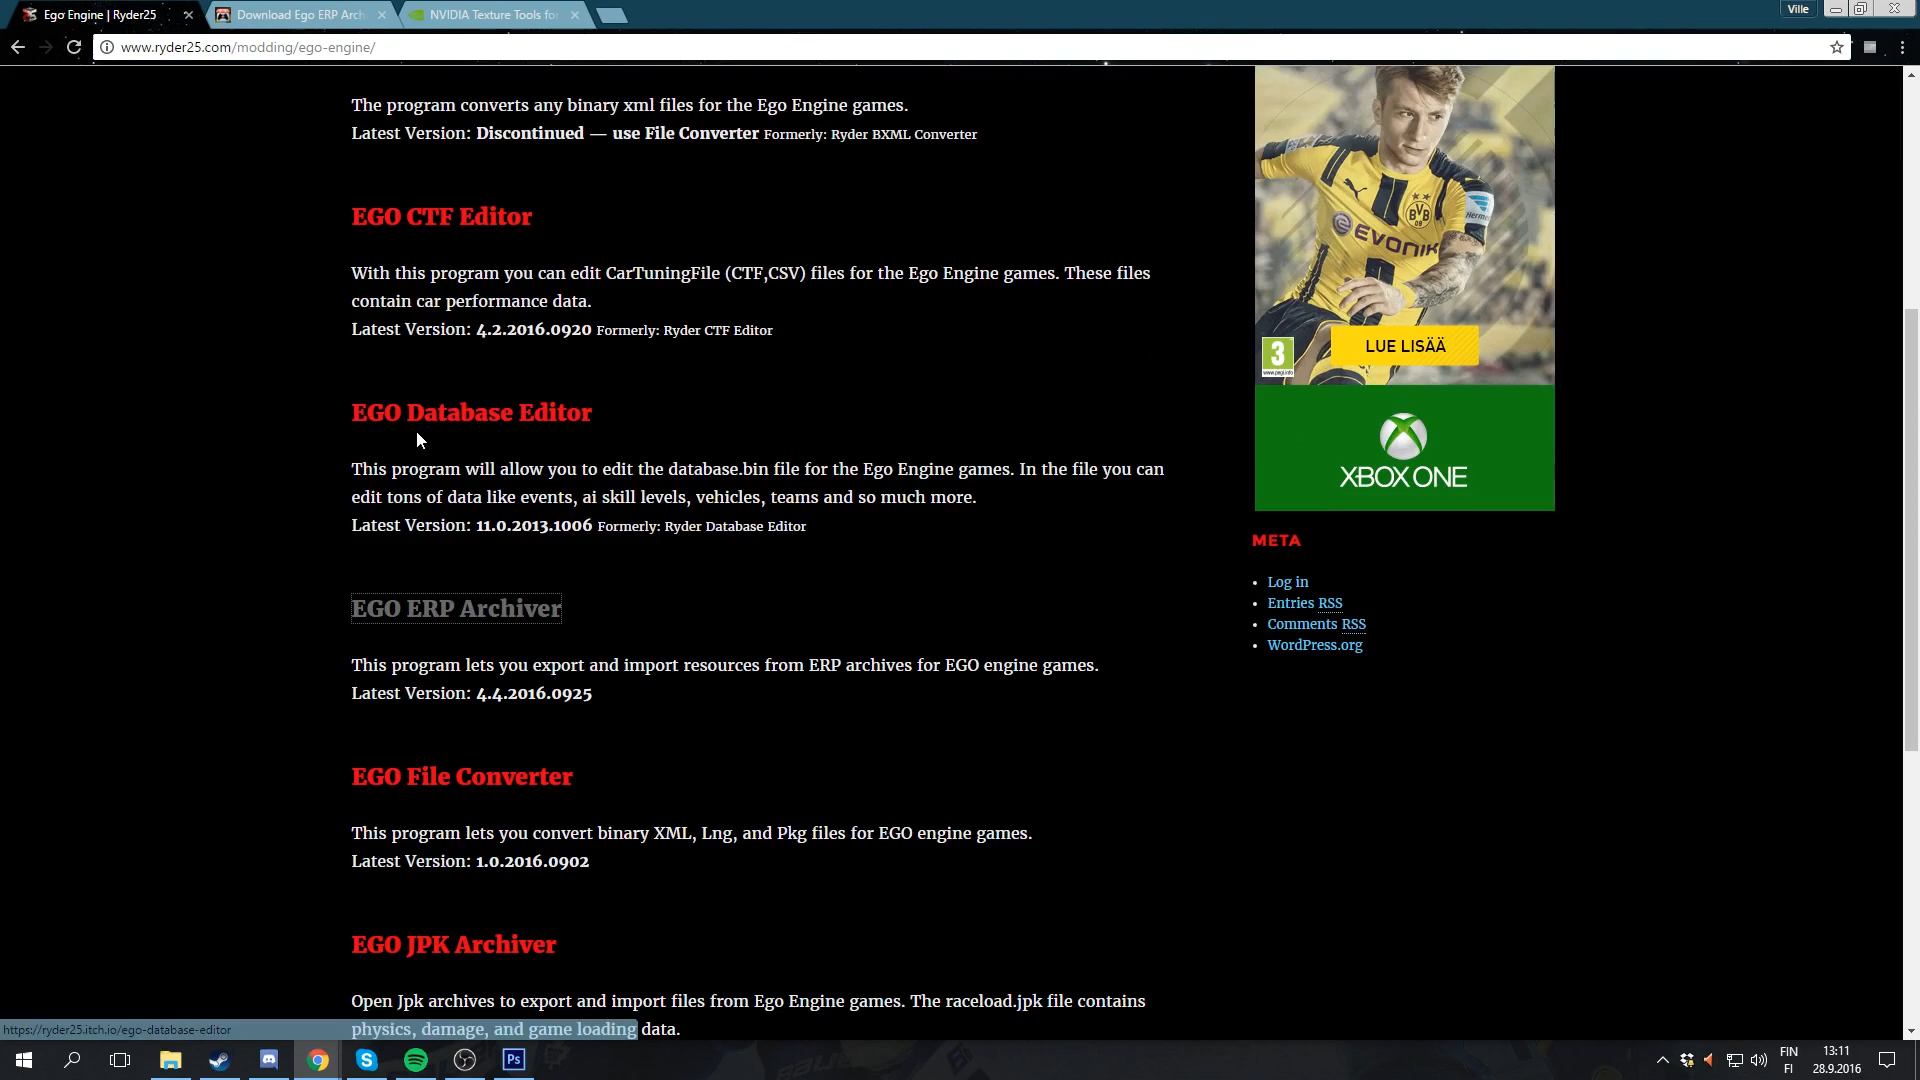 Ego Engine | Ryder25
Download Ego ERP Arch
NVIDIA Texture Tools for
Ville
www.ryder25.com/modding/ego-engine/
The program converts any binary xml files for the Ego Engine games.
Latest Version: Discontinued — use File Converter Formerly: Ryder BXML Converter
EGO CTF Editor
With this program you can edit CarTuningFile (CTF,CSV) files for the Ego Engine games. These files
contain car performance data.
Latest Version: 4.2.2016.0920 Formerly: Ryder CTF Editor
EGO Database Editor
This program will allow you to edit the database.bin file for the Ego Engine games. In the file you can
edit tons of data like events, ai skill levels, vehicles, teams and so much more.
Latest Version: 11.0.2013.1006 Formerly: Ryder Database Editor
EGO ERP Archiver
This program lets you export and import resources from ERP archives for EGO engine games.
Latest Version: 4.4.2016.0925
EGO File Converter
This program lets you convert binary XML, Lng, and Pkg files for EGO engine games.
Latest Version: 1.0.2016.0902
EGO JPK Archiver
Open Jpk archives to export and import files from Ego Engine games. The raceload.jpk file contains
physics, damage, and game loading data.
BVB
09
EVONIK
3
www.pegi.info
LUE LISÄÄ
XBOX ONE
META
Log in
Entries RSS
Comments RSS
WordPress.org
https://ryder25.itch.io/ego-database-editor
Ps
FIN
FI
13:11
28.9.2016